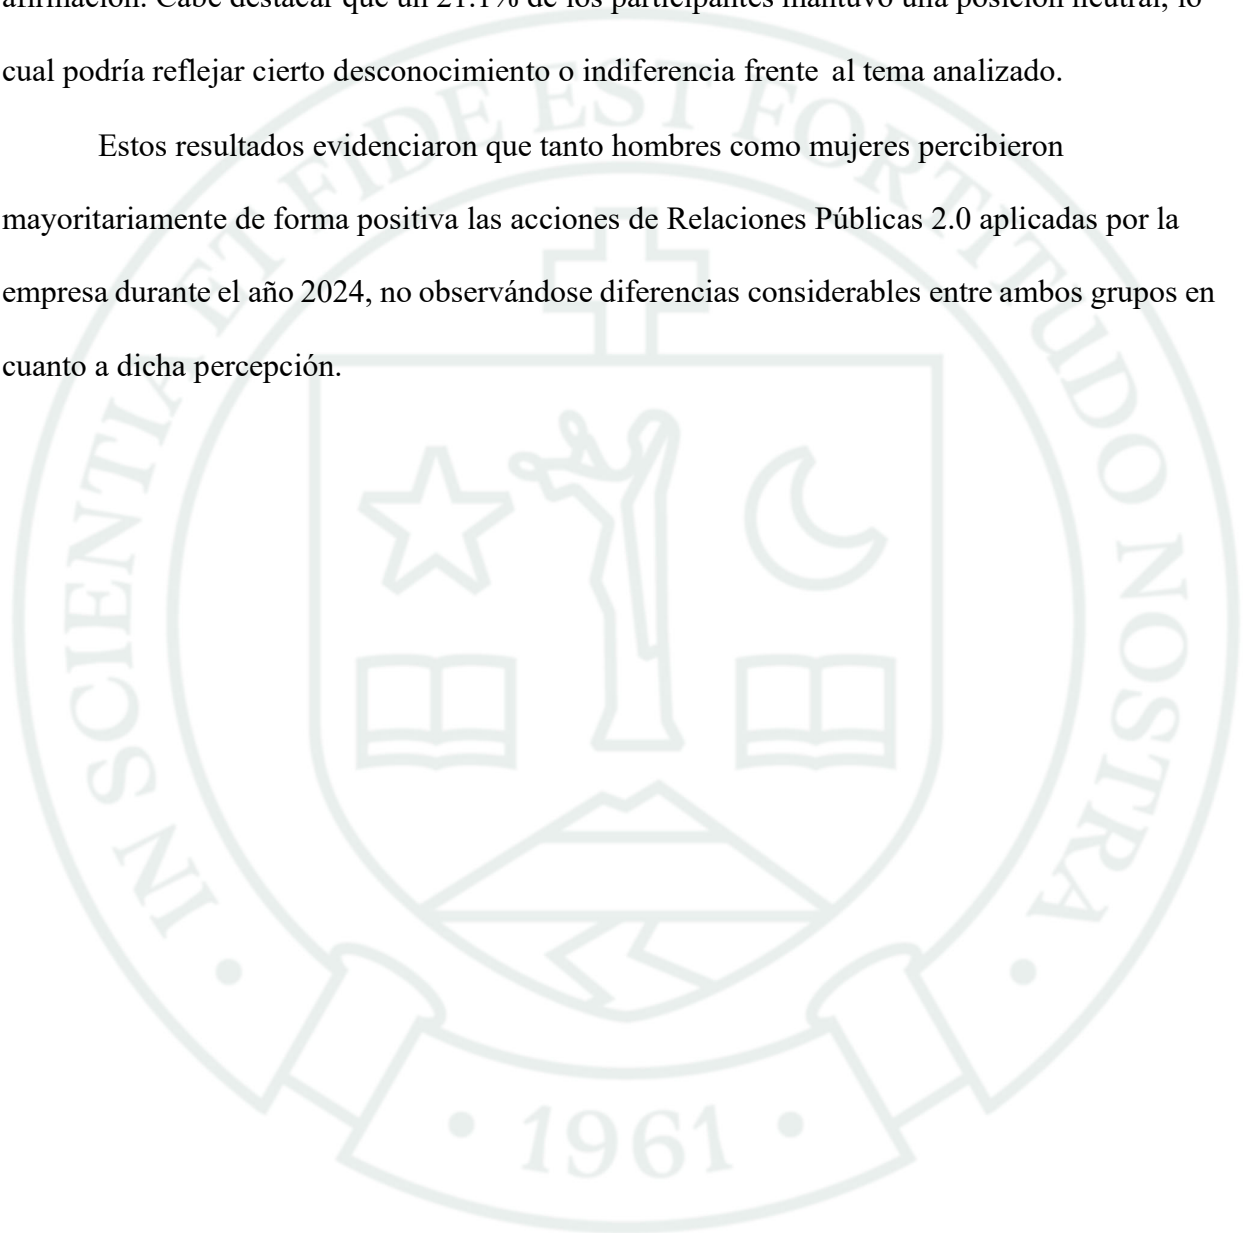 afirmación. Cabe destacar que un 21.1% de los participantes mantuvo una posición neutral, lo
cual podría reflejar cierto desconocimiento o indiferencia frente al tema analizado.
Estos resultados evidenciaron que tanto hombres como mujeres percibieron
mayoritariamente de forma positiva las acciones de Relaciones Públicas 2.0 aplicadas por la
empresa durante el año 2024, no observándose diferencias considerables entre ambos grupos en
cuanto a dicha percepción.
IN SCIENTIA ET FIDE EST FORTITUDO NOSTRA
• 1961 •